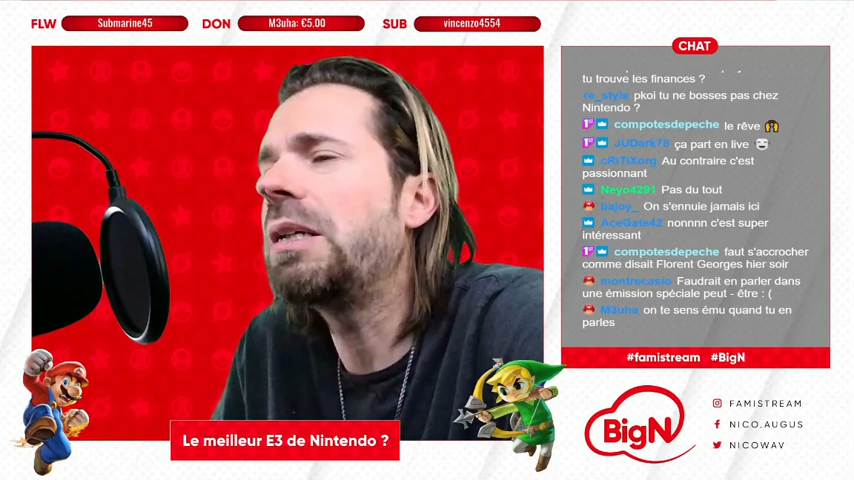 FLW Submarine45 DON M3uha: €5.00 SUB vincenzo4554
CHAT
tu trouve les finances ?
re_style pkoi tu ne bosses pas chez
Nintendo ?
compotesdepeche le rêve
JUDark78 ça part en live
cRiTiXorg Au contraire c'est
passionnant
Neyo4291 Pas du tout
bajoy_ On s'ennuie jamais ici
AceGate42 nonnnn c'est super
intéressant
compotesdepeche faut s'accrocher
comme disait Florent Georges hier soir
montrecasio Faudrait en parler dans
une émission spéciale peut - être : (
M3uha on te sens ému quand tu en
parles
#famistream #BigN
Le meilleur E3 de Nintendo ?
BigN
FAMISTREAM
NICO.AUGUS
NICOWAV